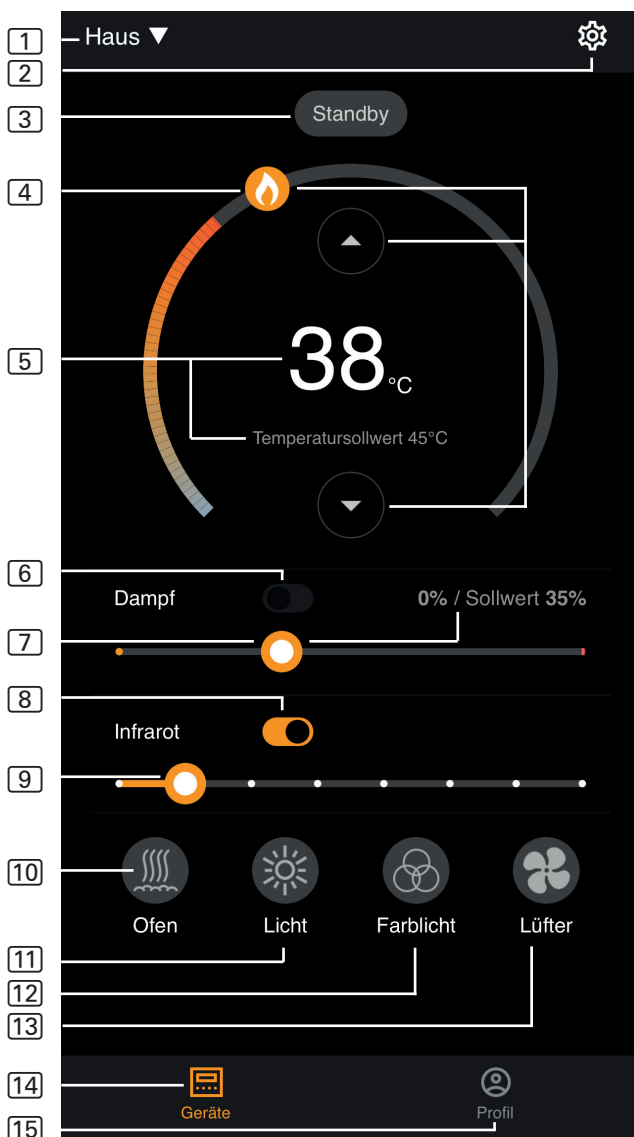 1 Haus ▼
2
3 Standby
4
5 38 °C
Temperatursollwert 45°C
6
Dampf 0% / Sollwert 35%
7
8
Infrarot
9
10
Ofen Licht Farblicht Lüfter
11
12
13
14
Geräte Profil
15